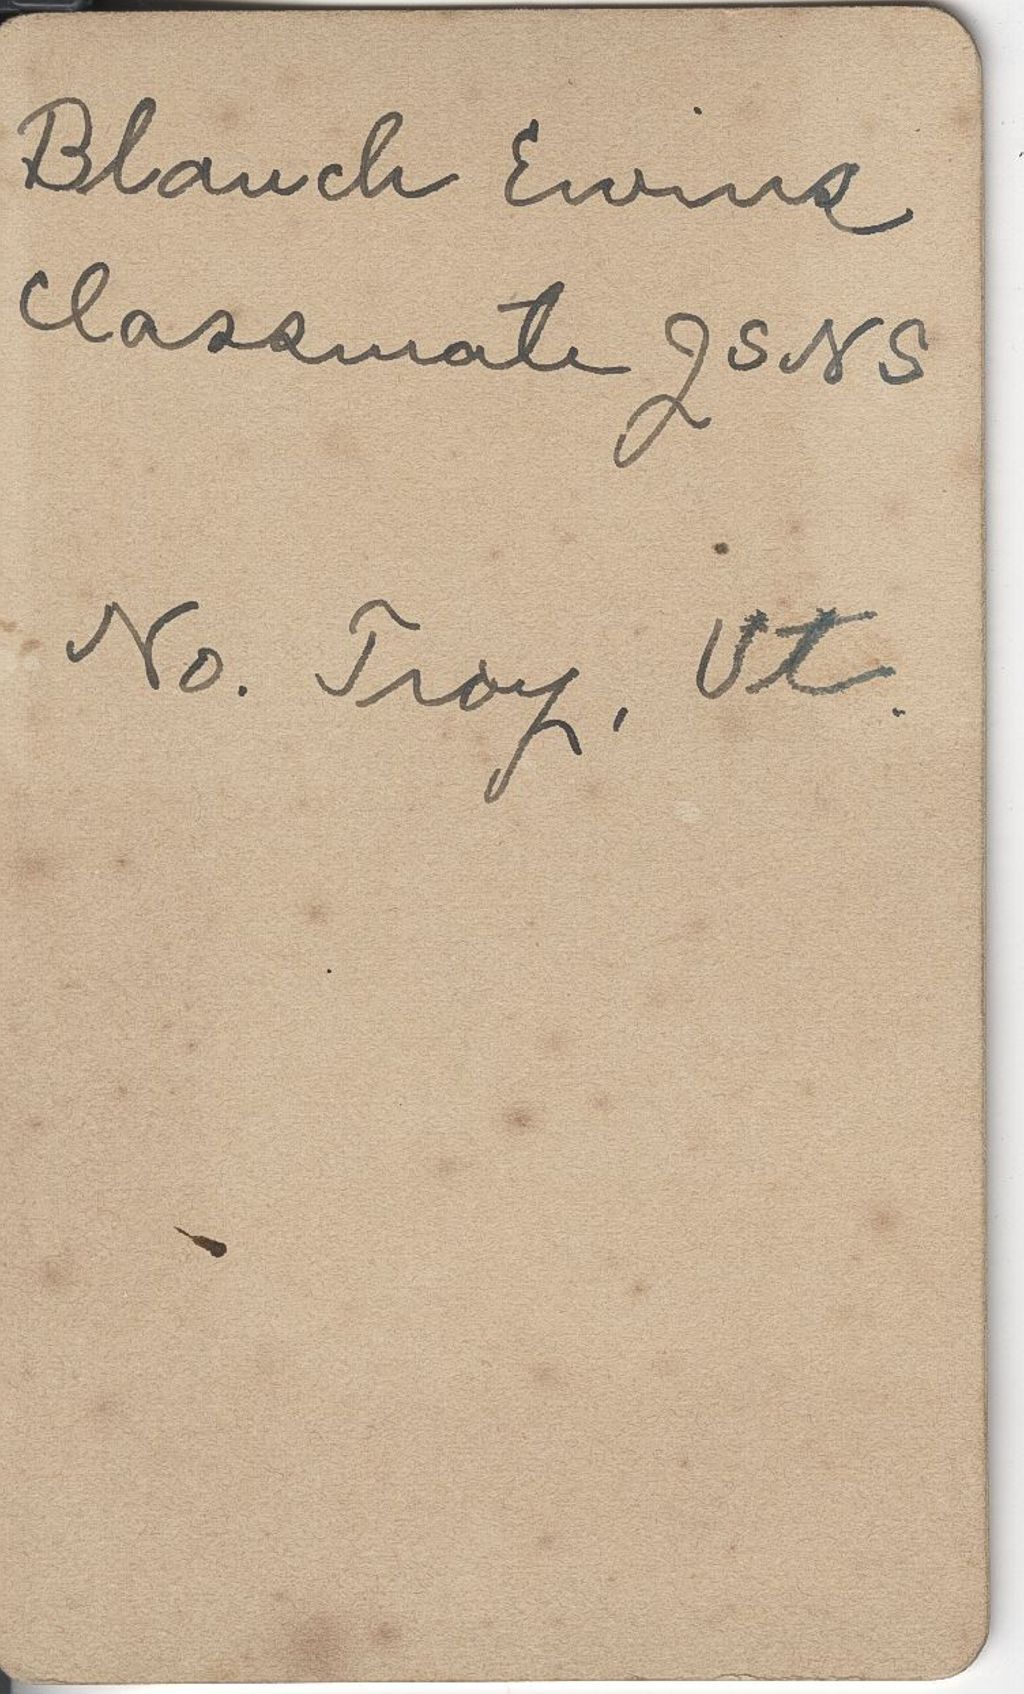 Blanch Ewins
Classmate JSNS
No. Troy, Vt.